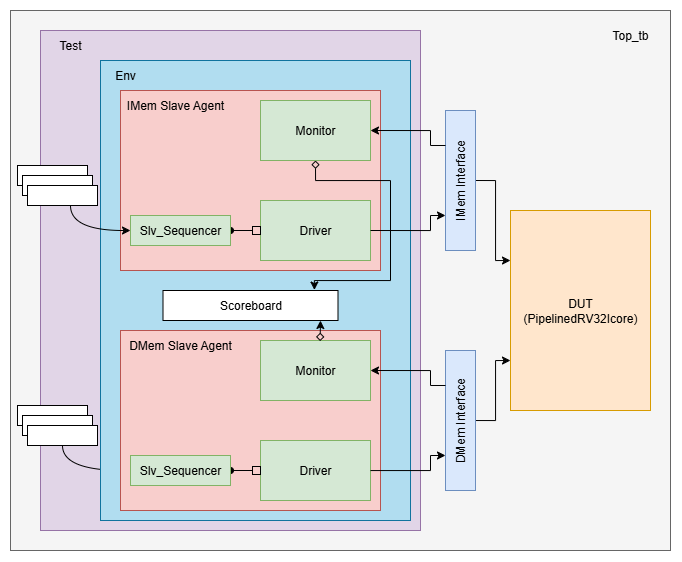 Top_tb
Test
Env
IMem Slave Agent
Monitor
IMem Interface
Slv_Sequencer
Driver
DUT
(PipelinedRV32Icore)
Scoreboard
DMem Slave Agent
Monitor
DMem Interface
Slv_Sequencer
Driver